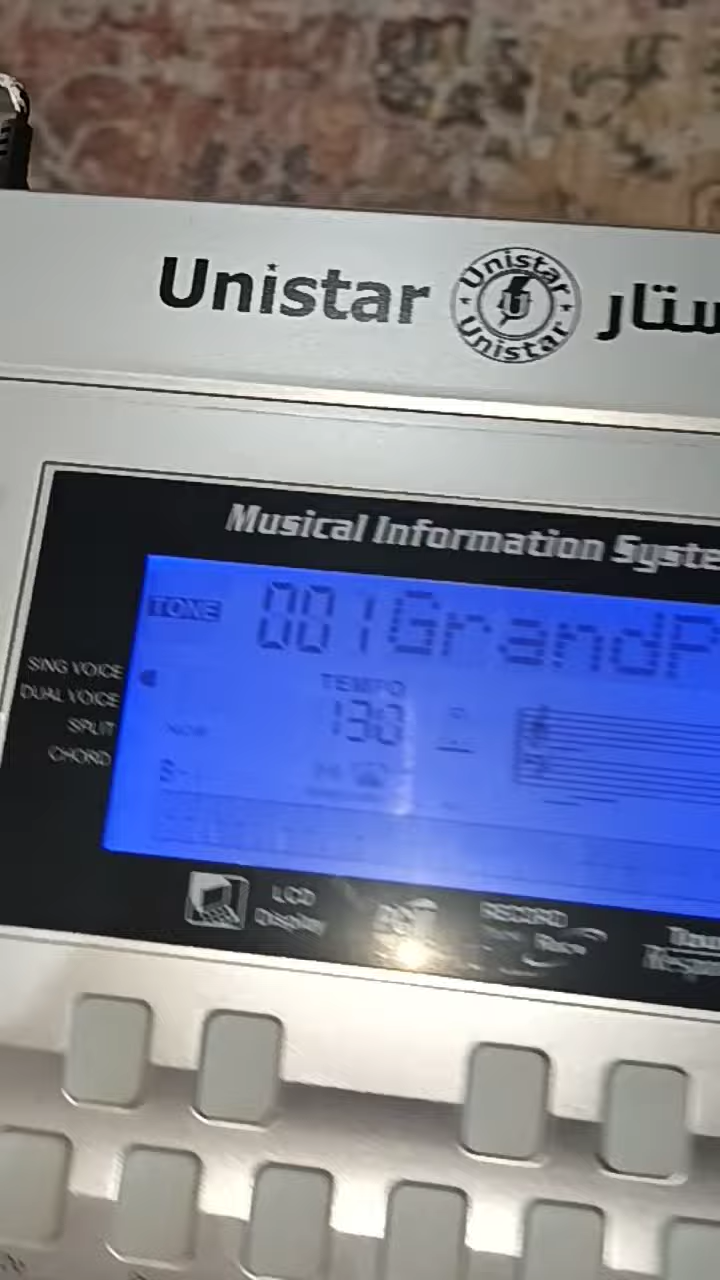 Unistar
Unistar
Unistar
ستار
Musical Information Syste
TONE
001GrandP
SING VOICE
DUAL VOICE
SPLIT
CHORD
TEMPO
130
LCD
Display
RECORD